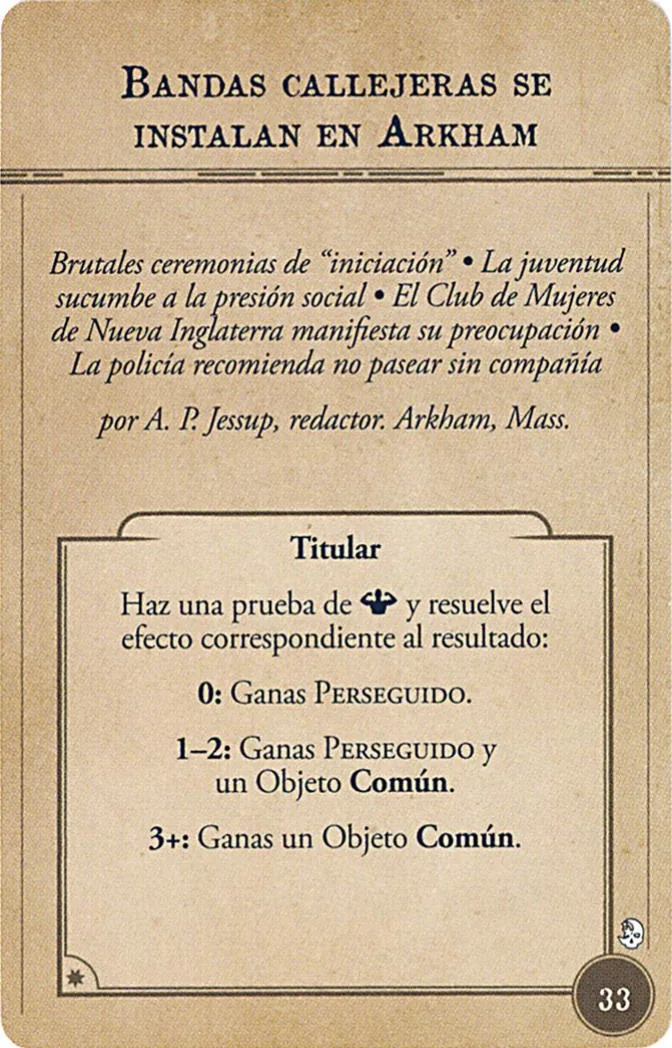 Bandas callejeras se
instalan en Arkham
Brutales ceremonias de “iniciación” • La juventud
sucumbe a la presión social • El Club de Mujeres
de Nueva Inglaterra manifiesta su preocupación •
La policía recomienda no pasear sin compañía
por A. P. Jessup, redactor. Arkham, Mass.
Titular
Haz una prueba de y resuelve el
efecto correspondiente al resultado:
0: Ganas Perseguido.
1–2: Ganas Perseguido y
un Objeto Común.
3+: Ganas un Objeto Común.
33